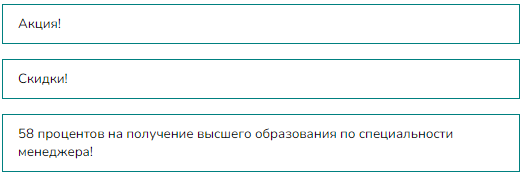 Акция!
Скидки!
58 процентов на получение высшего образования по специальности
менеджера!